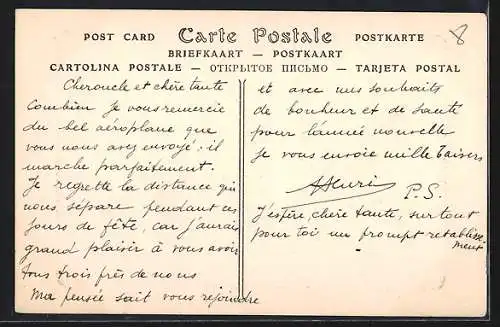 POST CARD Carte Postale POSTKARTE
BRIEFKAART — POSTKAART
CARTOLINA POSTALE — ОТКРЫТОЕ ПИСЬМО — TARJETA POSTAL
8
et chère tante
Combien je vous remercie
du bel aéroplane que
vous nous avez envoyé; il
marche parfaitement.
Je regrette la distance qui
nous sépare pendant ces
jours de fête, car j'aurais
grand plaisir à vous avoir
tous trois près de nous
Ma pensée sait vous rejoindre
et avec mes souhaits
de bonheur et de santé
pour l'année nouvelle
je vous envoie mille baisers
Henri
P.S.
J'espère, chère tante, surtout
pour toi un prompt rétablisse
ment